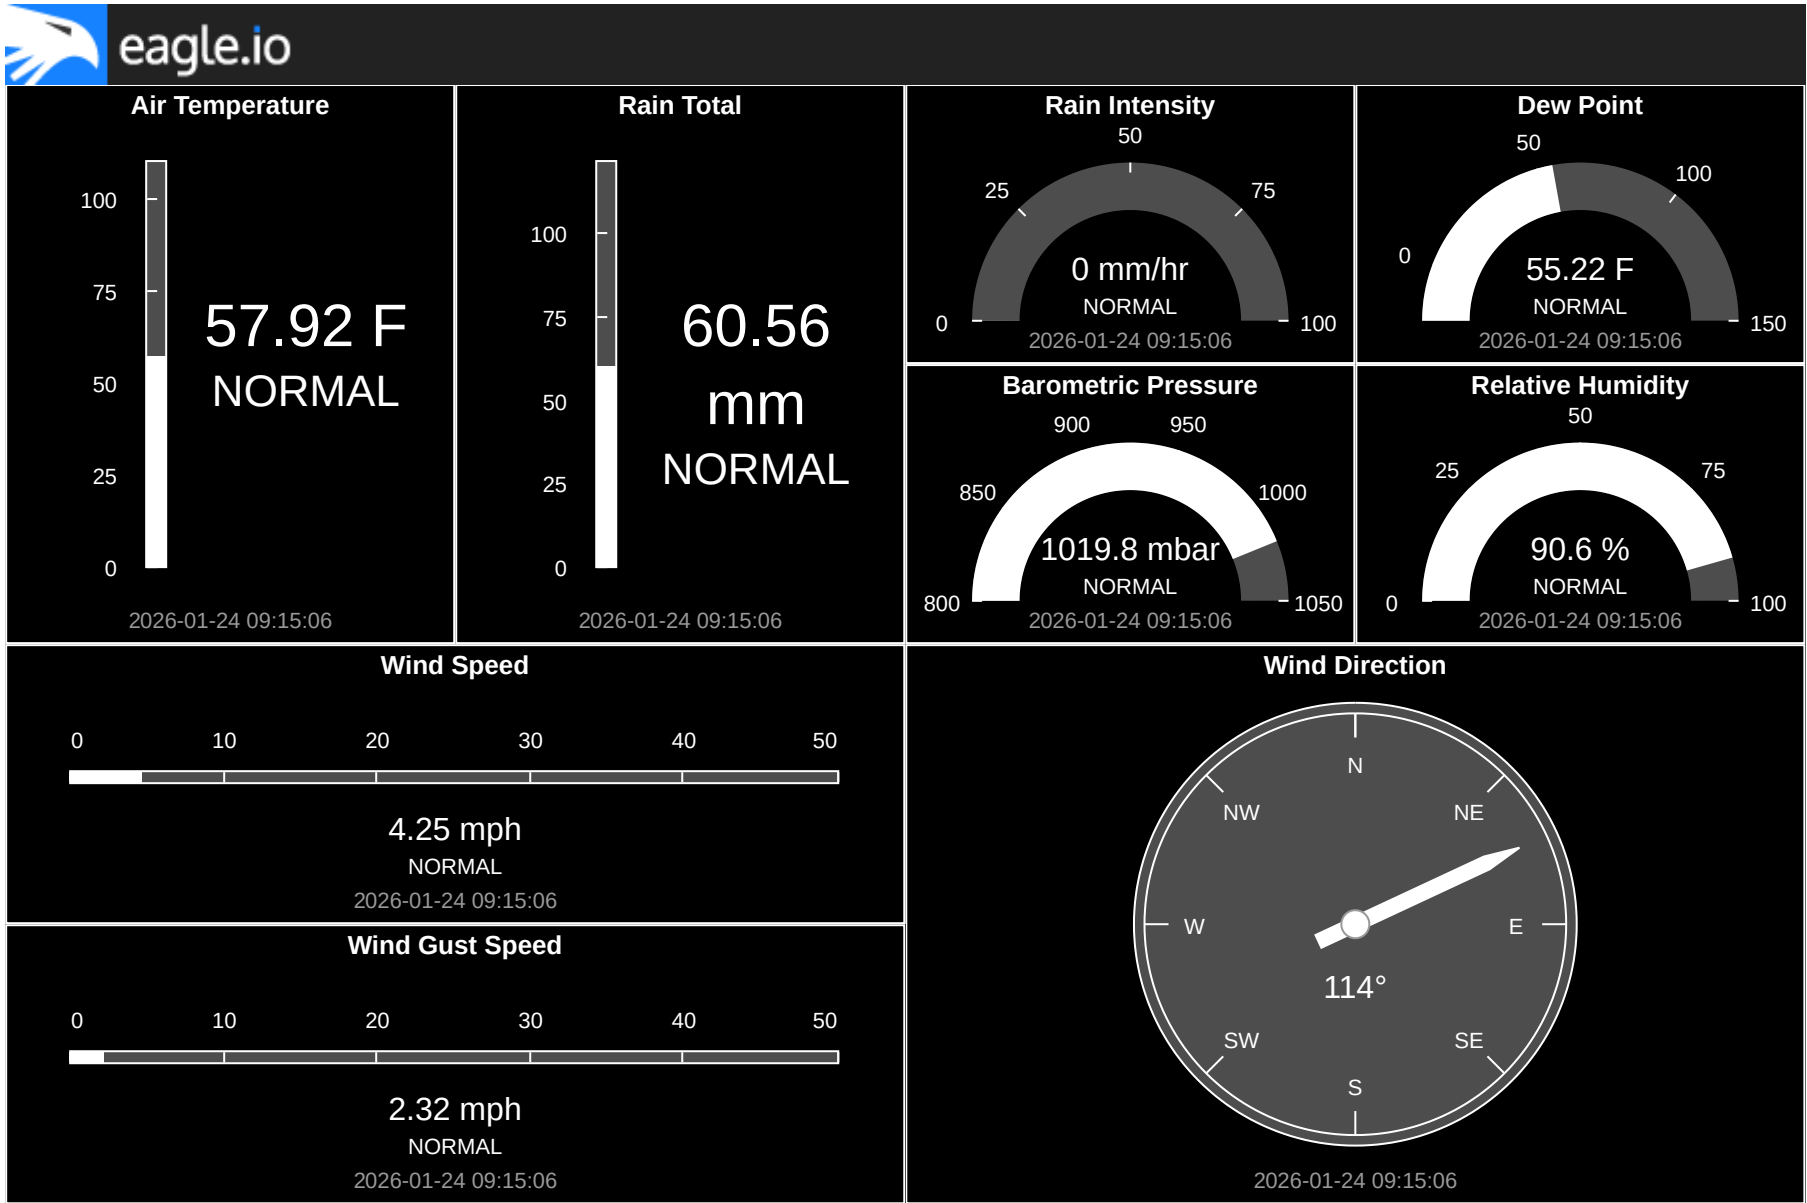 eagle.io
Air Temperature
100
75
50
25
0
57.92 F
NORMAL
2026-01-24 09:15:06
Rain Total
100
75
50
25
0
60.56
mm
NORMAL
2026-01-24 09:15:06
Rain Intensity
0
25
50
75
100
0 mm/hr
NORMAL
2026-01-24 09:15:06
Dew Point
0
50
100
150
55.22 F
NORMAL
2026-01-24 09:15:06
Barometric Pressure
800
850
900
950
1000
1050
1019.8 mbar
NORMAL
2026-01-24 09:15:06
Relative Humidity
0
25
50
75
100
90.6 %
NORMAL
2026-01-24 09:15:06
Wind Speed
0 10 20 30 40 50
4.25 mph
NORMAL
2026-01-24 09:15:06
Wind Gust Speed
0 10 20 30 40 50
2.32 mph
NORMAL
2026-01-24 09:15:06
Wind Direction
N
NW NE
W E
114°
SW SE
S
2026-01-24 09:15:06